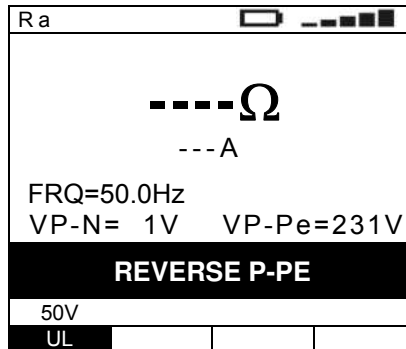 Ra
----Ω
---A
FRQ=50.0Hz
VP-N= 1V VP-Pe=231V
REVERSE P-PE
50V
UL